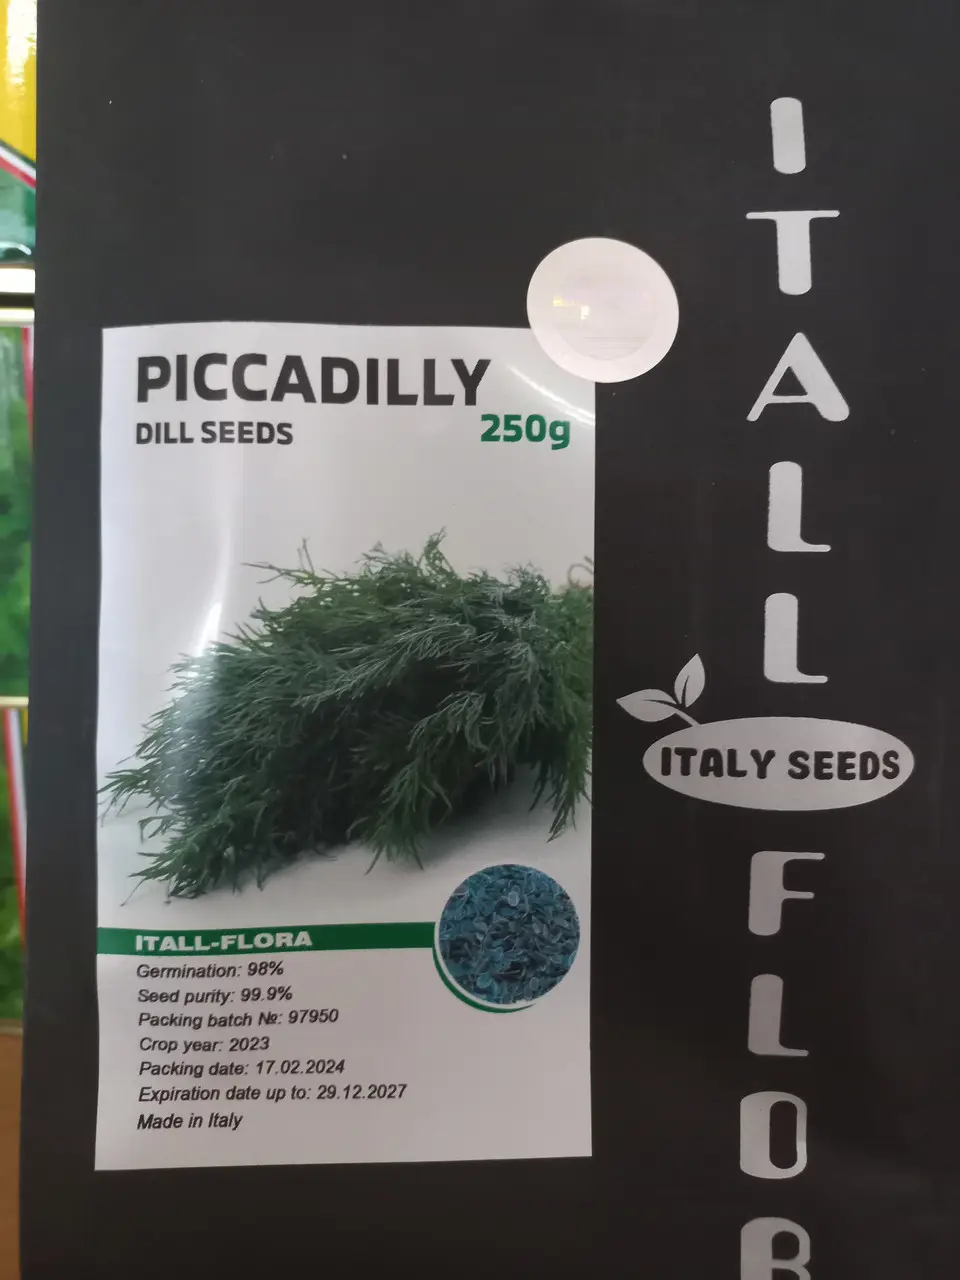 PICCADILLY
DILL SEEDS
250g
ITALL-FLORA
Germination: 98%
Seed purity: 99.9%
Packing batch №: 97950
Crop year: 2023
Packing date: 17.02.2024
Expiration date up to: 29.12.2027
Made in Italy
ITALL
ITALY SEEDS
FLOR